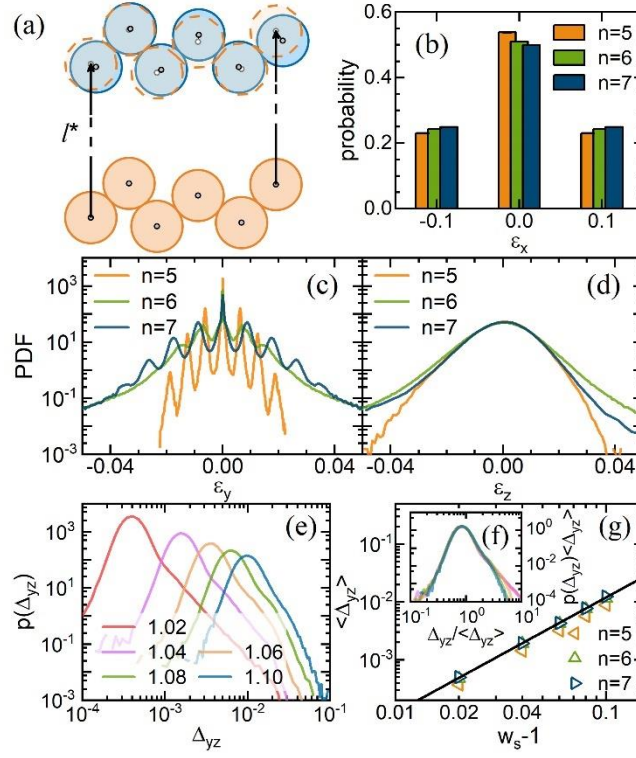 (a)
l*
(b)
probability
0.6
0.4
0.2
0.0
n=5
n=6
n=7
-0.1
0.0
0.1
εx
(c)
PDF
10³
10¹
10⁻¹
10⁻³
n=5
n=6
n=7
-0.04
0.00
0.04
εy
(d)
n=5
n=6
n=7
-0.04
0.00
0.04
εz
(e)
p(Δyz)
10³
10¹
10⁻¹
10⁻³
1.02
1.04
1.06
1.08
1.10
10⁻⁴
10⁻³
10⁻²
10⁻¹
Δyz
(f)
p(Δyz)<Δyz>
10⁰
10⁻²
10⁻⁴
10⁻¹
10⁰
10¹
Δyz/<Δyz>
(g)
<Δyz>
10⁻¹
10⁻²
10⁻³
n=5
n=6
n=7
0.01
0.02
0.04
0.1
ws-1